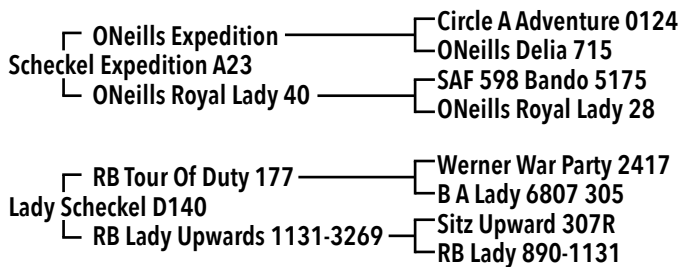 Circle A Adventure 0124
ONeills Expedition
ONeills Delia 715
Scheckel Expedition A23
SAF 598 Bando 5175
ONeills Royal Lady 40
ONeills Royal Lady 28
Werner War Party 2417
RB Tour Of Duty 177
B A Lady 6807 305
Lady Scheckel D140
Sitz Upward 307R
RB Lady Upwards 1131-3269
RB Lady 890-1131